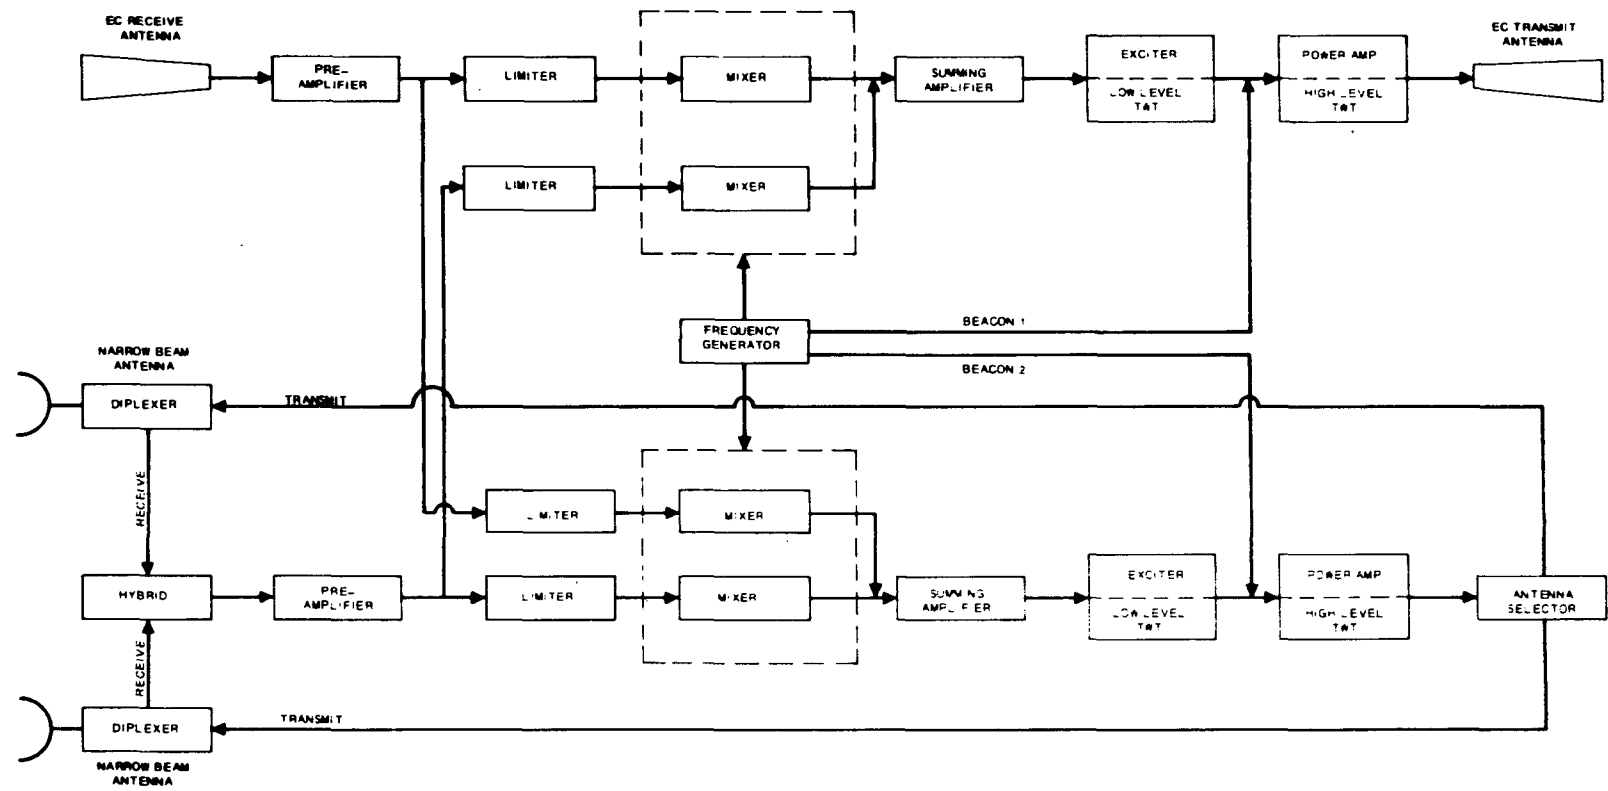 EC RECEIVE
ANTENNA
PRE-
AMPLIFIER
LIMITER
MIXER
SUMMING
AMPLIFIER
EXCITER
LOW LEVEL
TWT
POWER AMP
HIGH LEVEL
TWT
EC TRANSMIT
ANTENNA
LIMITER
MIXER
FREQUENCY
GENERATOR
BEACON 1
BEACON 2
NARROW BEAM
ANTENNA
DIPLEXER
TRANSMIT
RECEIVE
LIMITER
MIXER
HYBRID
PRE-
AMPLIFIER
LIMITER
MIXER
SUMMING
AMPLIFIER
EXCITER
LOW LEVEL
TWT
POWER AMP
HIGH LEVEL
TWT
ANTENNA
SELECTOR
RECEIVE
DIPLEXER
TRANSMIT
NARROW BEAM
ANTENNA